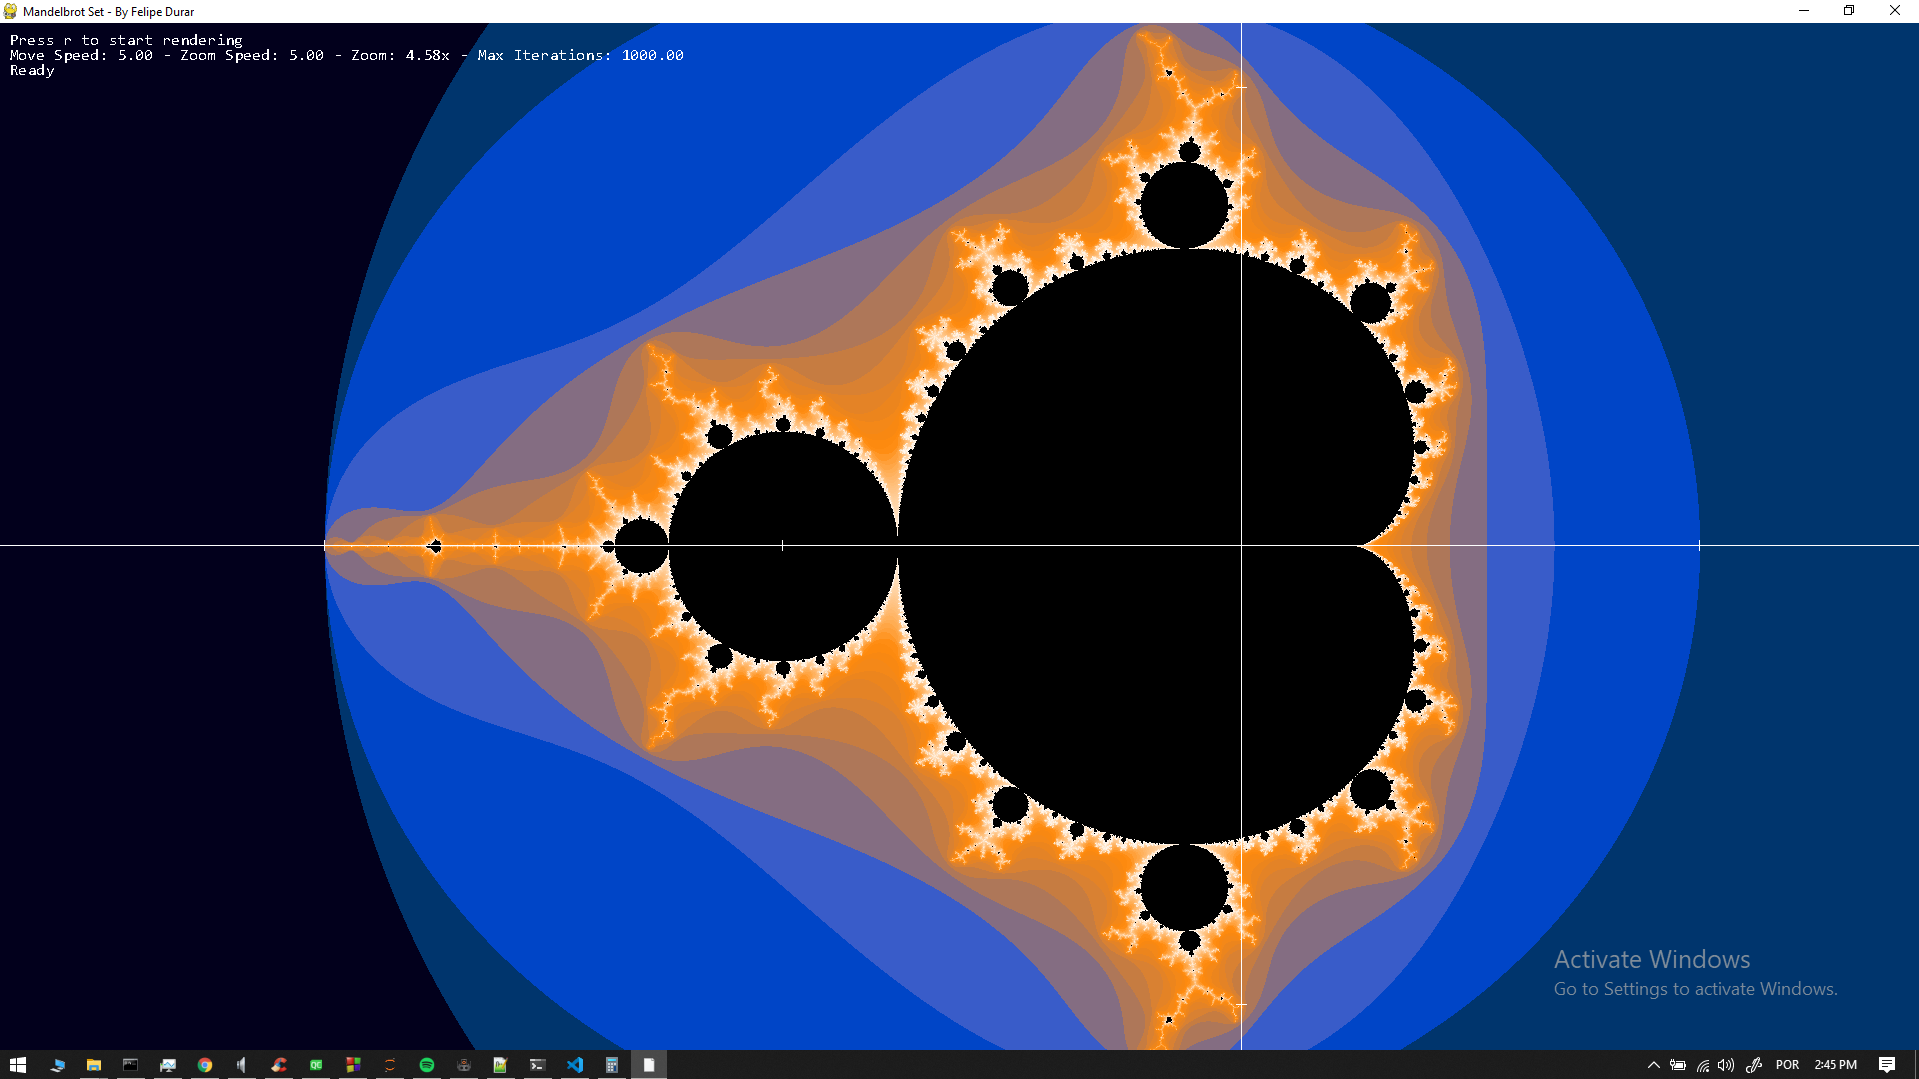 Mandelbrot Set - By Felipe Durar
Press r to start rendering
Move Speed: 5.00 - Zoom Speed: 5.00 - Zoom: 4.58x - Max Iterations: 1000.00
Ready
Activate Windows
Go to Settings to activate Windows.
POR
2:45 PM